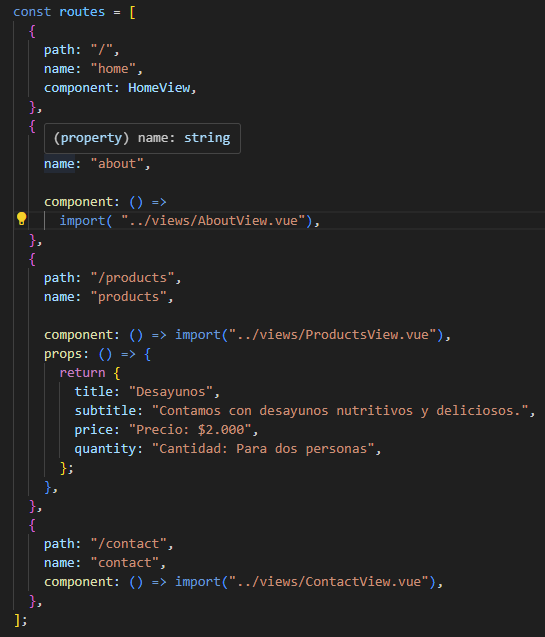 const routes = [
{
path: "/",
name: "home",
component: HomeView,
},
{
(property) name: string
name: "about",
component: () =>
import( "../views/AboutView.vue"),
},
{
path: "/products",
name: "products",
component: () => import("../views/ProductsView.vue"),
props: () => {
return {
title: "Desayunos",
subtitle: "Contamos con desayunos nutritivos y deliciosos.",
price: "Precio: $2.000",
quantity: "Cantidad: Para dos personas",
};
},
},
{
path: "/contact",
name: "contact",
component: () => import("../views/ContactView.vue"),
},
];